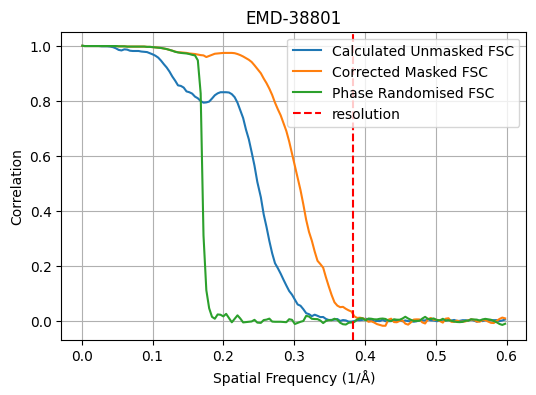 EMD-38801
1.0
0.8
0.6
0.4
0.2
0.0
Correlation
Calculated Unmasked FSC
Corrected Masked FSC
Phase Randomised FSC
resolution
0.0 0.1 0.2 0.3 0.4 0.5 0.6
Spatial Frequency (1/Å)